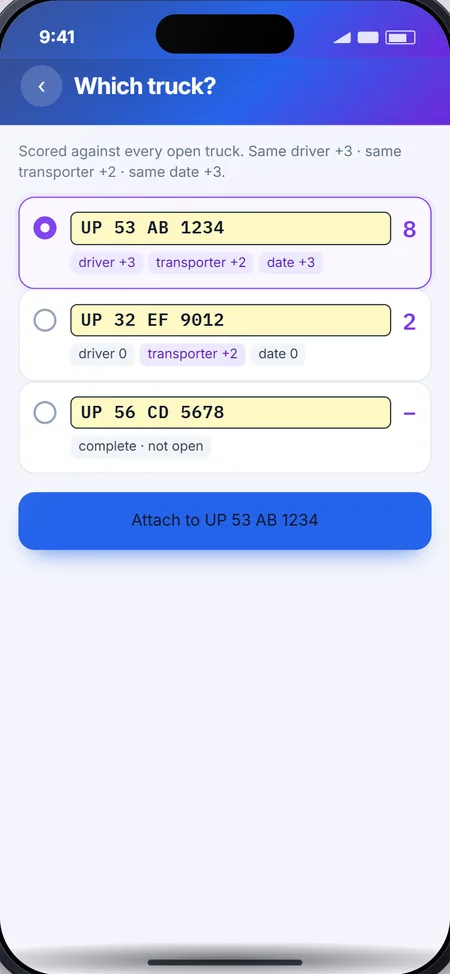 9:41
‹ Which truck?
Scored against every open truck. Same driver +3 · same
transporter +2 · same date +3.
UP 53 AB 1234 8
driver +3 transporter +2 date +3
UP 32 EF 9012 2
driver 0 transporter +2 date 0
UP 56 CD 5678 –
complete · not open
Attach to UP 53 AB 1234